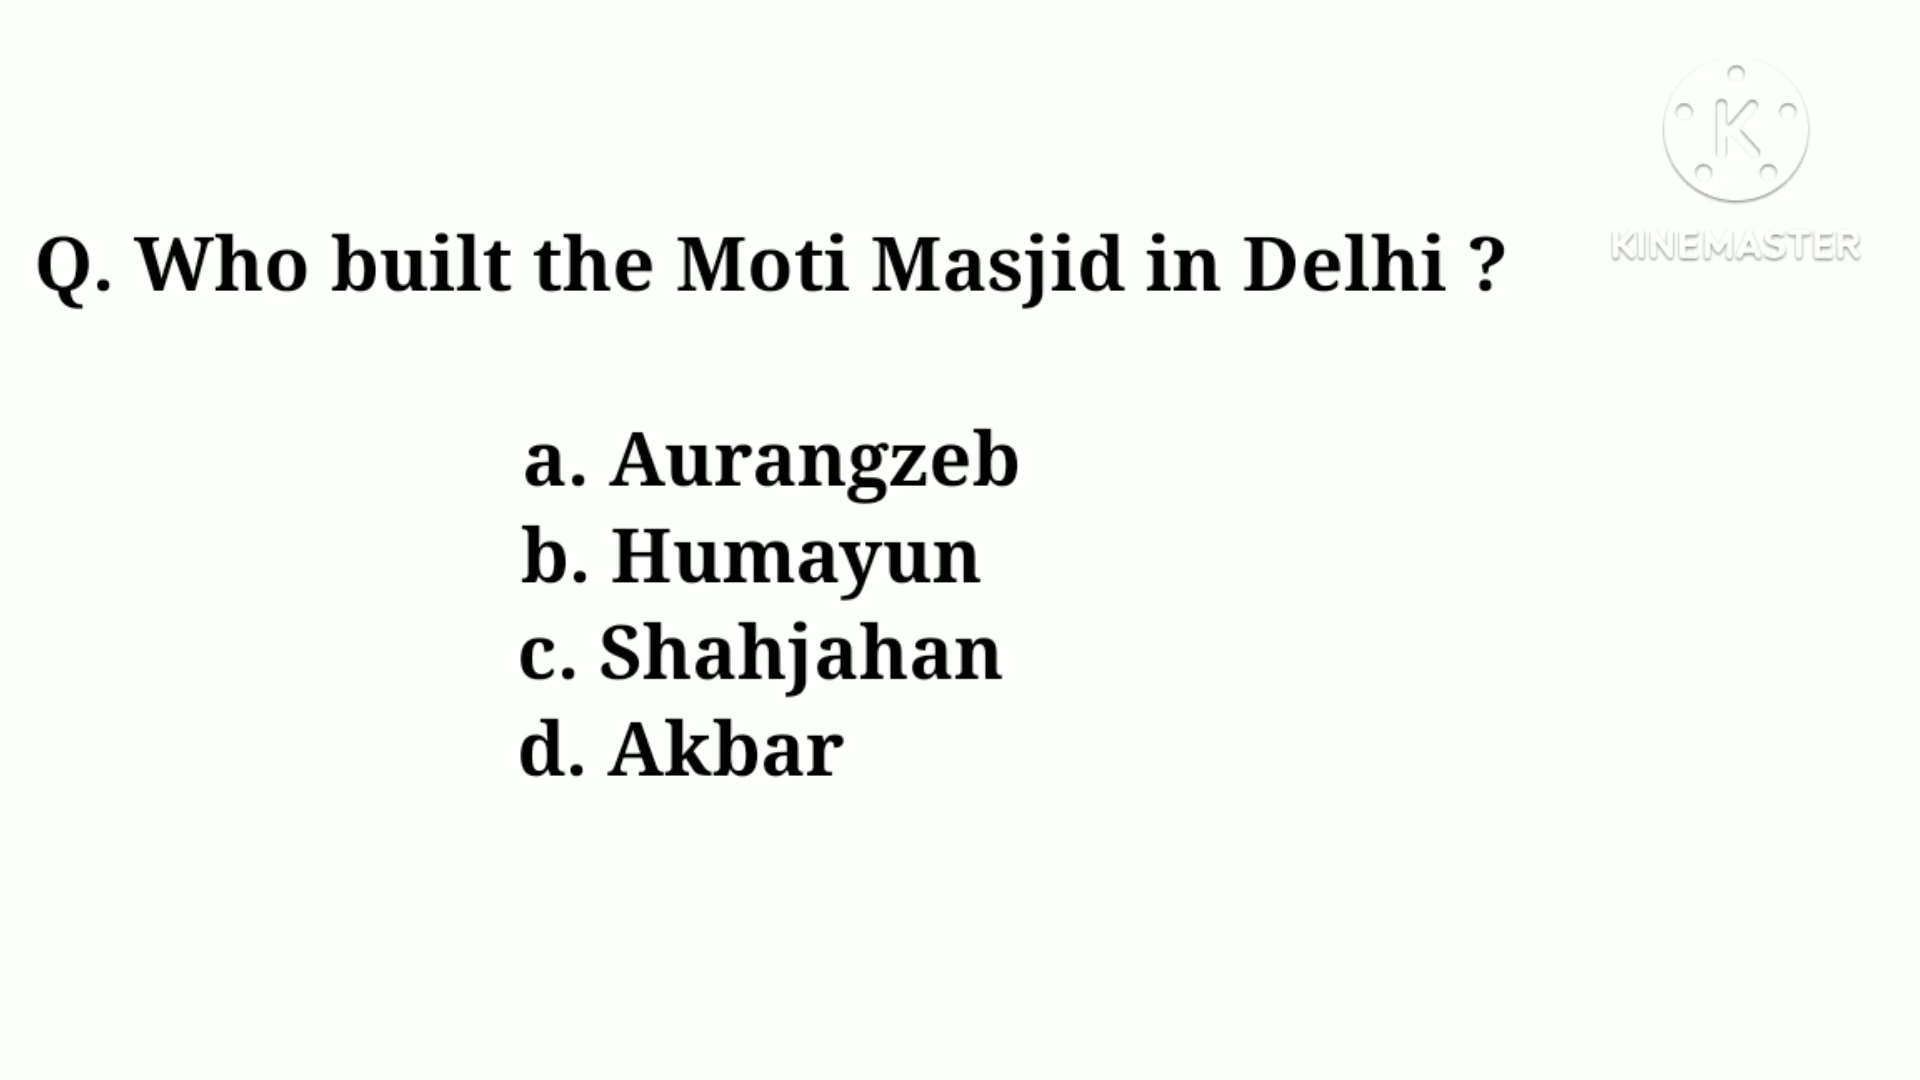 K
KINEMASTER
Q. Who built the Moti Masjid in Delhi ?
a. Aurangzeb
b. Humayun
c. Shahjahan
d. Akbar